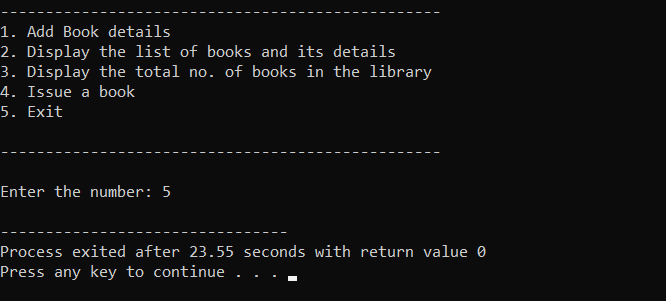 -------------------------------------------------
1. Add Book details
2. Display the list of books and its details
3. Display the total no. of books in the library
4. Issue a book
5. Exit
-------------------------------------------------
Enter the number: 5
--------------------------------
Process exited after 23.55 seconds with return value 0
Press any key to continue . . .